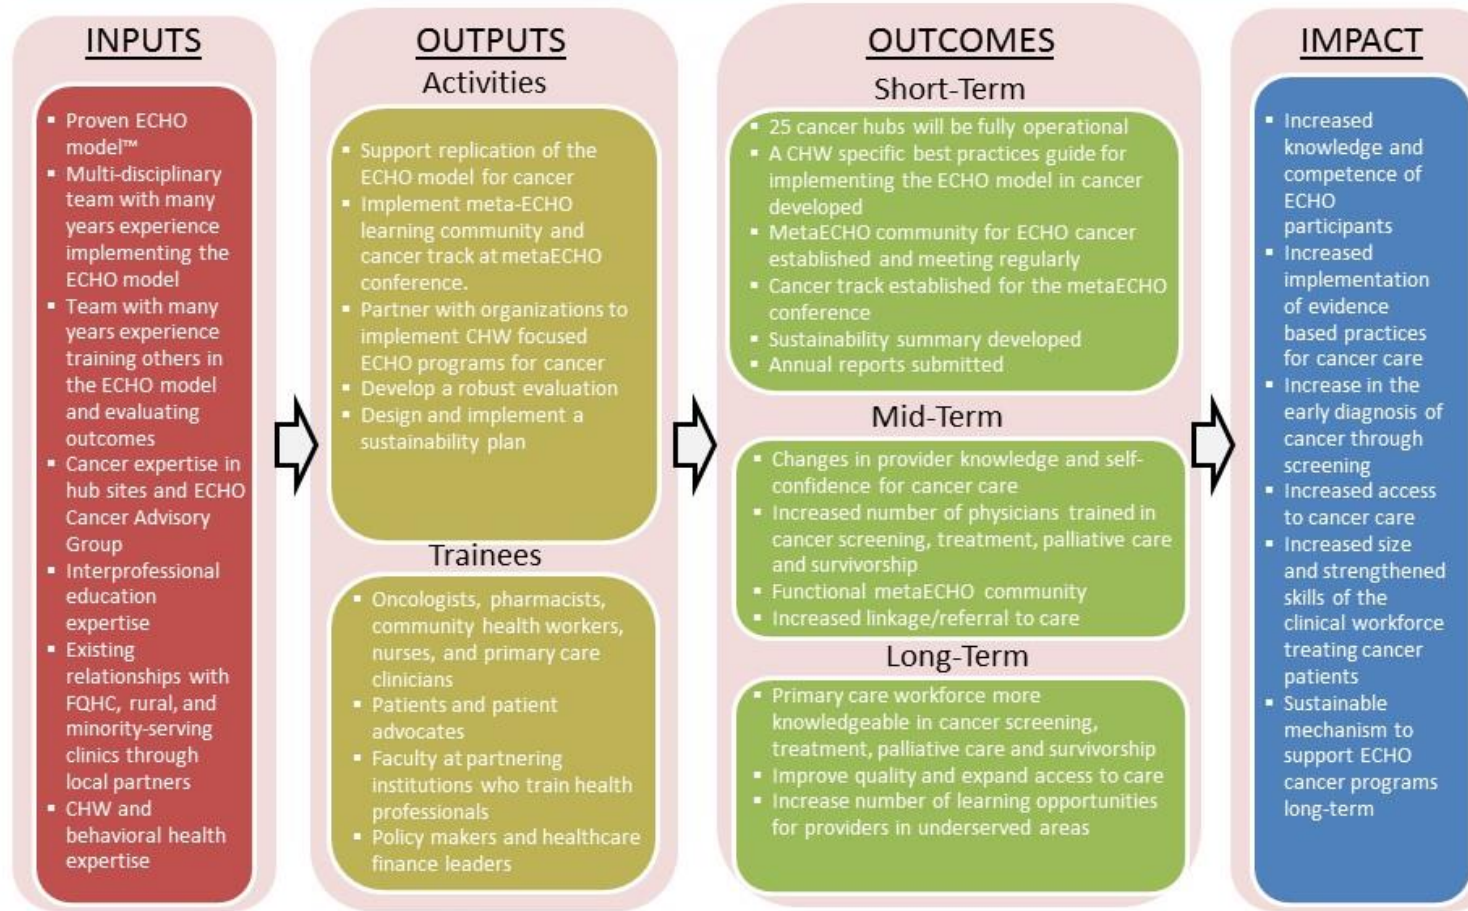 INPUTS
▪ Proven ECHO
model™
▪ Multi-disciplinary
team with many
years experience
implementing the
ECHO model
▪ Team with many
years experience
training others in
the ECHO model
and evaluating
outcomes
▪ Cancer expertise in
hub sites and ECHO
Cancer Advisory
Group
▪ Interprofessional
education
expertise
▪ Existing
relationships with
FQHC, rural, and
minority-serving
clinics through
local partners
▪ CHW and
behavioral health
expertise
OUTPUTS
Activities
▪ Support replication of the
ECHO model for cancer
▪ Implement meta-ECHO
learning community and
cancer track at metaECHO
conference.
▪ Partner with organizations to
implement CHW focused
ECHO programs for cancer
▪ Develop a robust evaluation
▪ Design and implement a
sustainability plan
Trainees
▪ Oncologists, pharmacists,
community health workers,
nurses, and primary care
clinicians
▪ Patients and patient
advocates
▪ Faculty at partnering
institutions who train health
professionals
▪ Policy makers and healthcare
finance leaders
OUTCOMES
Short-Term
▪ 25 cancer hubs will be fully operational
▪ A CHW specific best practices guide for
implementing the ECHO model in cancer
developed
▪ MetaECHO community for ECHO cancer
established and meeting regularly
▪ Cancer track established for the metaECHO
conference
▪ Sustainability summary developed
▪ Annual reports submitted
Mid-Term
▪ Changes in provider knowledge and self-
confidence for cancer care
▪ Increased number of physicians trained in
cancer screening, treatment, palliative care
and survivorship
▪ Functional metaECHO community
▪ Increased linkage/referral to care
Long-Term
▪ Primary care workforce more
knowledgeable in cancer screening,
treatment, palliative care and survivorship
▪ Improve quality and expand access to care
▪ Increase number of learning opportunities
for providers in underserved areas
IMPACT
▪ Increased
knowledge and
competence of
ECHO
participants
▪ Increased
implementation
of evidence
based practices
for cancer care
▪ Increase in the
early diagnosis of
cancer through
screening
▪ Increased access
to cancer care
▪ Increased size
and strengthened
skills of the
clinical workforce
treating cancer
patients
▪ Sustainable
mechanism to
support ECHO
cancer programs
long-term